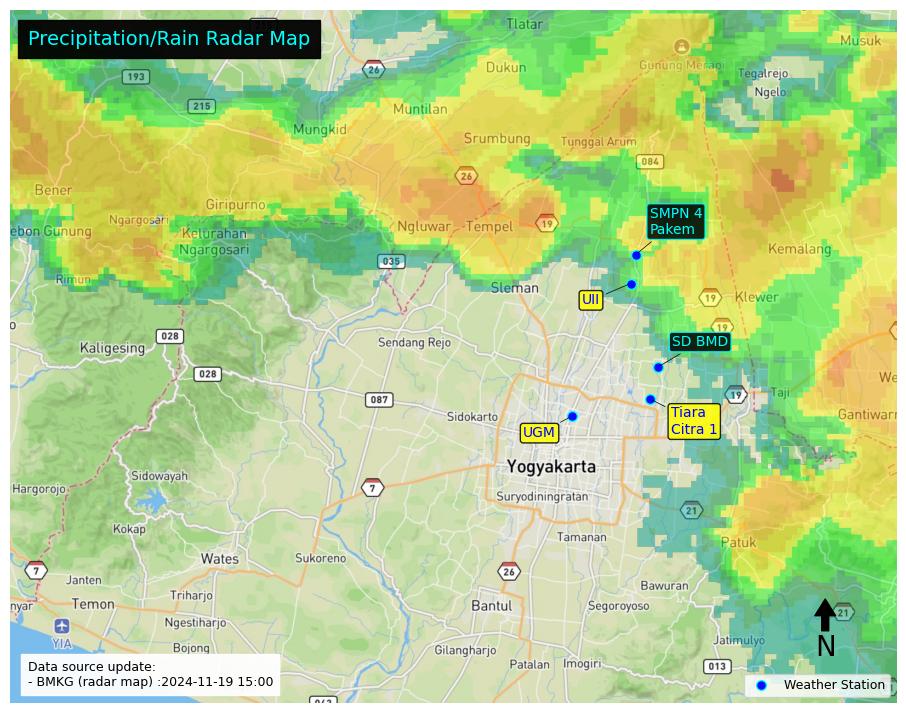 Precipitation/Rain Radar Map
Tlatar
Musuk
193
26
Dukun
Gunung Merapi
Tegalrejo
Ngelo
215
Muntilan
Mungkid
Srumbung
Tunggal Arum
084
26
Bener
Giripurno
Ngargosari
SMPN 4
Pakem
19
Ngluwar
Tempel
ebon Gunung
Kelurahan
Ngargosari
Kemalang
035
Rimun
Sleman
UII
19
Klewer
19
028
Kaligesing
Sendang Rejo
SD BMD
028
We
087
19
Taji
Sidokarto
Tiara
Citra 1
Gantiwarn
UGM
Yogyakarta
Sidowayah
Hargorejo
7
Suryodiningratan
21
Kokap
Tamanan
Patuk
Wates
Sukoreno
7
26
Janten
Bawuran
nyar
Temon
Triharjo
Bantul
Segoroyoso
21
Ngestiharjo
YIA
N
Bojong
Gilangharjo
Jatimulyo
Patalan
Imogiri
013
Data source update:
- BMKG (radar map) :2024-11-19 15:00
Weather Station